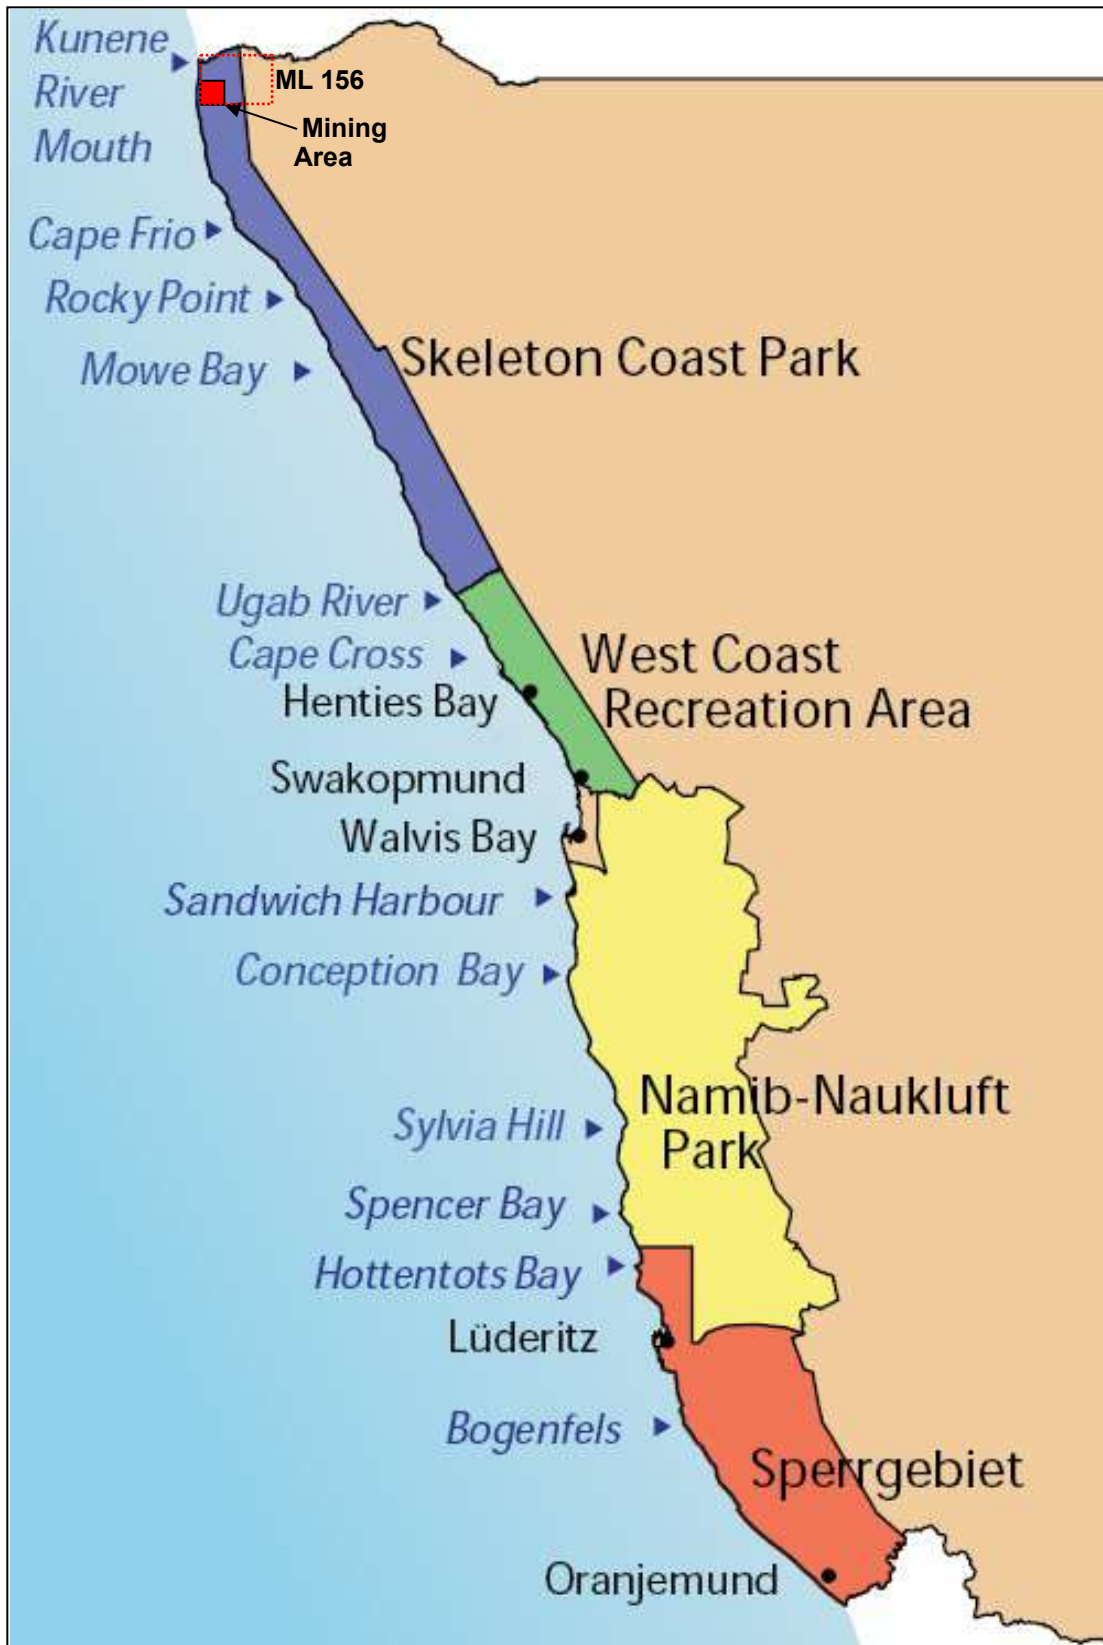 Kunene
River
Mouth
ML 156
Mining
Area
Cape Frio
Rocky Point
Mowe Bay
Skeleton Coast Park
Ugab River
Cape Cross
Henties Bay
West Coast
Recreation Area
Swakopmund
Walvis Bay
Sandwich Harbour
Conception Bay
Namib-Naukluft
Park
Sylvia Hill
Spencer Bay
Hottentots Bay
Lüderitz
Bogenfels
Sperrgebiet
Oranjemund